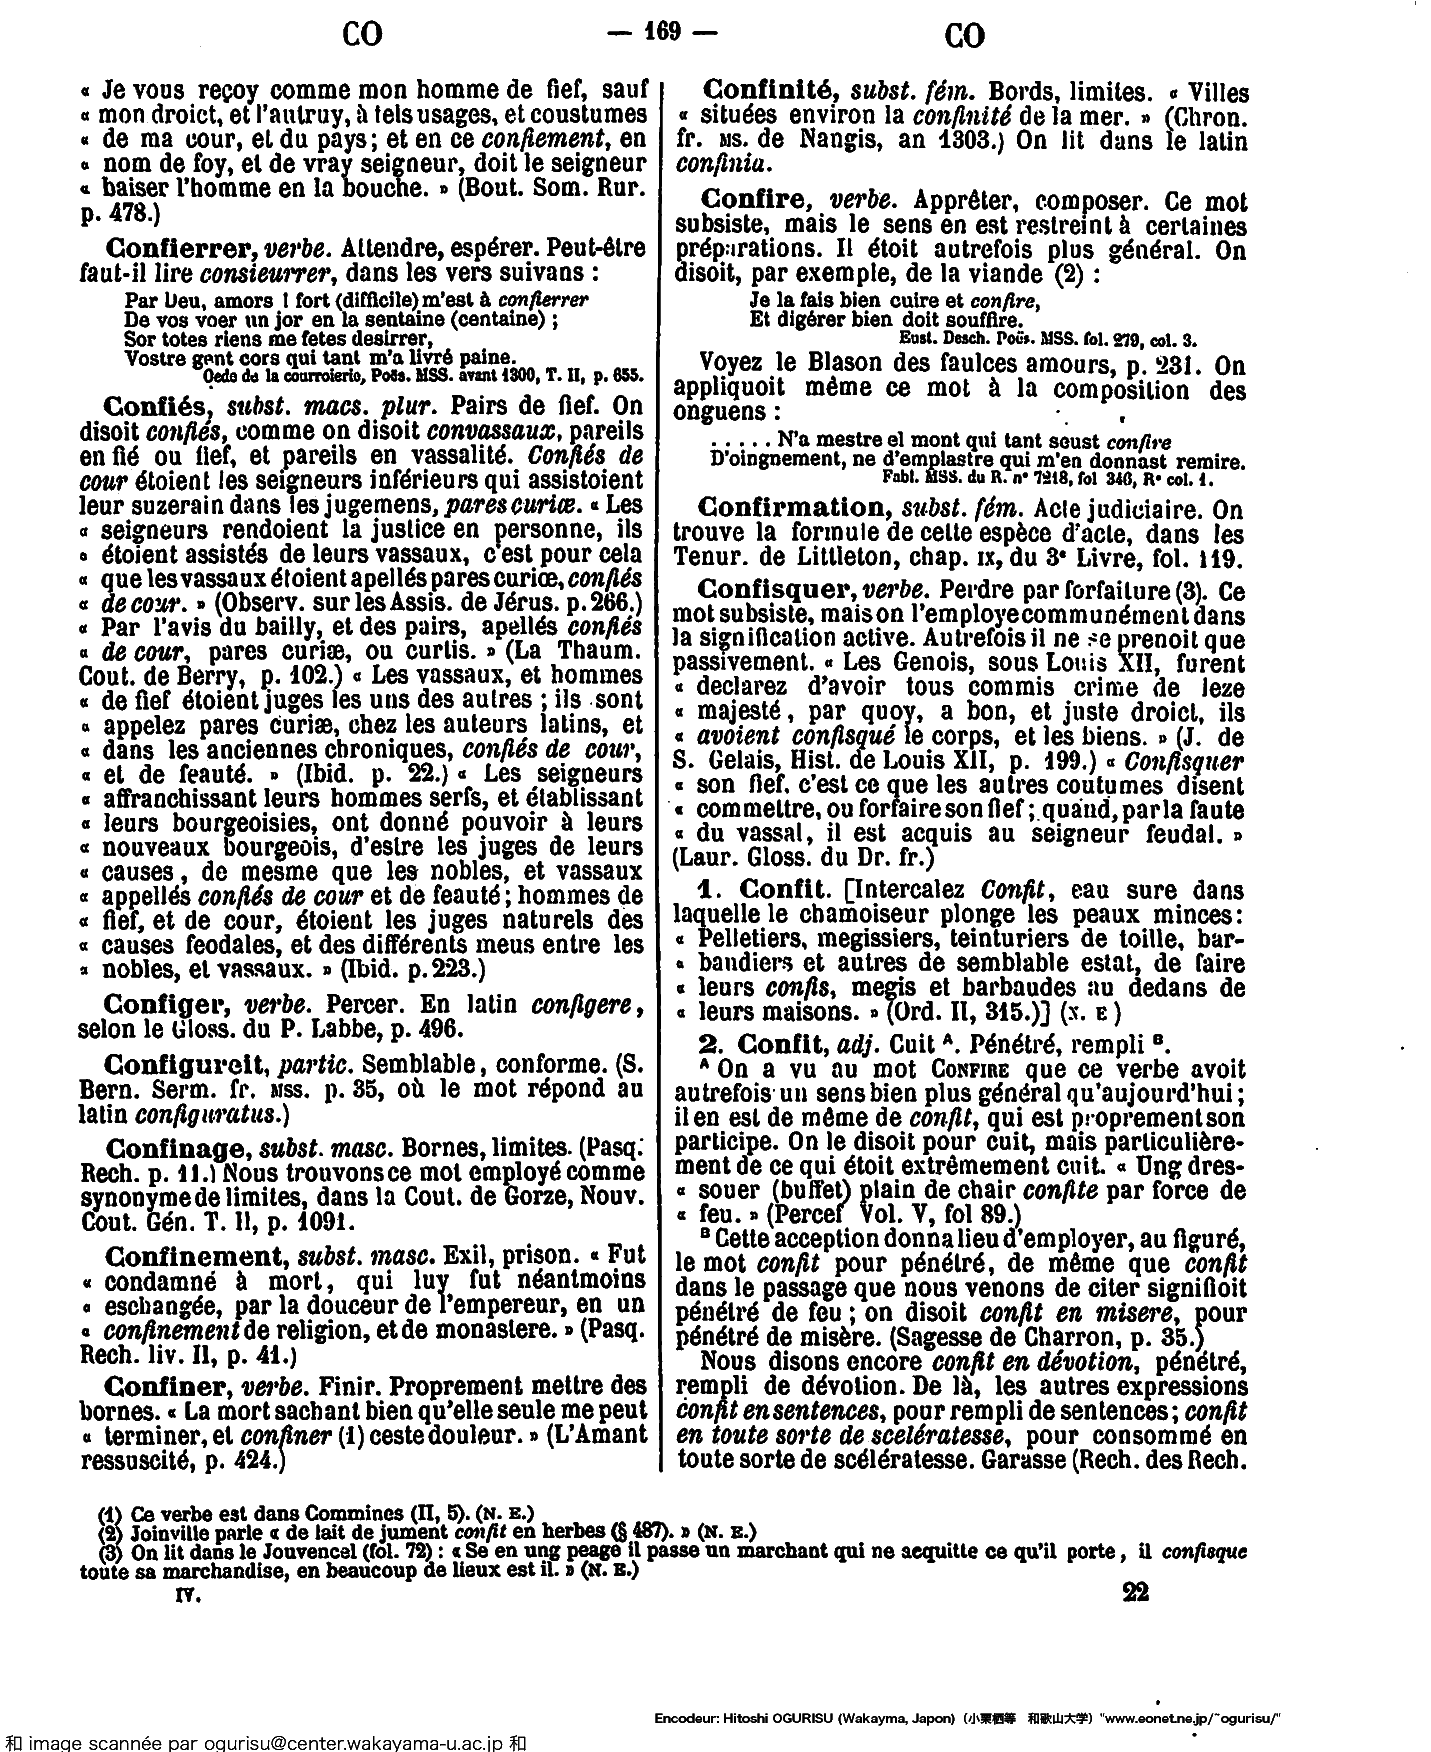 CO
— 169 —
CO
« Je vous reçoy comme mon homme de fief, sauf
« mon droict, et l'autruy, à tels usages, et coustumes
« de ma cour, et du pays; et en ce confiement, en
« nom de foy, et de vray seigneur, doit le seigneur
« baiser l'homme en la bouche. » (Bout. Som. Rur.
p. 478.)
Confierrer, verbe. Attendre, espérer. Peut-être
faut-il lire consieurrer, dans les vers suivans :
Par Deu, amors ! fort (difficile) m'est à confierrer
De vos voer un jor en la sentaine (centaine) ;
Sor totes riens me fetes desirrer,
Vostre gent cors qui tant m'a livré paine.
Oede de la courroierie, Poës. MSS. avant 1300, T. II, p. 655.
Confiés, subst. macs. plur. Pairs de fief. On
disoit confiés, comme on disoit convassaux, pareils
en fié ou fief, et pareils en vassalité. Confiés de
cour étoient les seigneurs inférieurs qui assistoient
leur suzerain dans les jugemens, pares curiæ. « Les
« seigneurs rendoient la justice en personne, ils
« étoient assistés de leurs vassaux, c'est pour cela
« que les vassaux étoient apellés pares curiæ, confiés
« de cour. » (Observ. sur les Assis. de Jérus. p. 266.)
« Par l'avis du bailly, et des pairs, apellés confiés
« de cour, pares curiæ, ou curtis. » (La Thaum.
Cout. de Berry, p. 102.) « Les vassaux, et hommes
« de fief étoient juges les uns des autres ; ils sont
« appelez pares curiæ, chez les auteurs latins, et
« dans les anciennes chroniques, confiés de cour,
« et de feauté. » (Ibid. p. 22.) « Les seigneurs
« affranchissant leurs hommes serfs, et établissant
« leurs bourgeoisies, ont donné pouvoir à leurs
« nouveaux bourgeois, d'estre les juges de leurs
« causes, de mesme que les nobles, et vassaux
« appellés confiés de cour et de feauté ; hommes de
« fief, et de cour, étoient les juges naturels des
« causes feodales, et des différents meus entre les
« nobles, et vassaux. » (Ibid. p. 223.)
Configer, verbe. Percer. En latin configere,
selon le Gloss. du P. Labbe, p. 496.
Configureit, partic. Semblable, conforme. (S.
Bern. Serm. fr. MSS. p. 35, où le mot répond au
latin configuratus.)
Confinage, subst. masc. Bornes, limites. (Pasq.
Rech. p. 11.) Nous trouvons ce mot employé comme
synonyme de limites, dans la Cout. de Gorze, Nouv.
Cout. Gén. T. II, p. 1091.
Confinement, subst. masc. Exil, prison. « Fut
« condamné à mort, qui luy fut néantmoins
« eschangée, par la douceur de l'empereur, en un
« confinement de religion, et de monastere. » (Pasq.
Rech. liv. II, p. 41.)
Confiner, verbe. Finir. Proprement mettre des
bornes. « La mort sachant bien qu'elle seule me peut
« terminer, et confiner (1) ceste douleur. » (L'Amant
ressuscité, p. 424.)
Confinité, subst. fém. Bords, limites. « Villes
« situées environ la confinité de la mer. » (Chron.
fr. MS. de Nangis, an 1303.) On lit dans le latin
confinia.
Confire, verbe. Apprêter, composer. Ce mot
subsiste, mais le sens en est restreint à certaines
préparations. Il étoit autrefois plus général. On
disoit, par exemple, de la viande (2) :
Je la fais bien cuire et confire,
Et digérer bien doit souffire.
Eust. Desch. Poës. MSS. fol. 279, col. 3.
Voyez le Blason des faulces amours, p. 231. On
appliquoit même ce mot à la composition des
onguens :
..... N'a mestre el mont qui tant seust confire
D'oingnement, ne d'emplastre qui m'en donnast remire.
Fabl. MSS. du R. n° 7218, fol 346, R° col. 1.
Confirmation, subst. fém. Acte judiciaire. On
trouve la formule de cette espèce d'acte, dans les
Tenur. de Littleton, chap. IX, du 3e Livre, fol. 119.
Confisquer, verbe. Perdre par forfaiture (3). Ce
mot subsiste, mais on l'employe communément dans
la signification active. Autrefois il ne se prenoit que
passivement. « Les Genois, sous Louis XII, furent
« declarez d'avoir tous commis crime de leze
« majesté, par quoy, a bon, et juste droict, ils
« avoient confisqué le corps, et les biens. » (J. de
S. Gelais, Hist. de Louis XII, p. 199.) « Confisquer
« son fief. c'est ce que les autres coutumes disent
« commettre, ou forfaire son fief ; quand, par la faute
« du vassal, il est acquis au seigneur feudal. »
(Laur. Gloss. du Dr. fr.)
1. Confit. [Intercalez Confit, eau sure dans
laquelle le chamoiseur plonge les peaux minces :
« Pelletiers, megissiers, teinturiers de toille, bar-
« baudiers et autres de semblable estat, de faire
« leurs confis, megis et barbaudes au dedans de
« leurs maisons. » (Ord. II, 315.)] (N. E )
2. Confit, adj. Cuit A. Pénétré, rempli B.
A On a vu au mot CONFIRE que ce verbe avoit
autrefois un sens bien plus général qu'aujourd'hui ;
il en est de même de confit, qui est proprement son
participe. On le disoit pour cuit, mais particulière-
ment de ce qui étoit extrêmement cuit. « Ung dres-
« souer (buffet) plain de chair confite par force de
« feu. » (Percef Vol. V, fol 89.)
B Cette acception donna lieu d'employer, au figuré,
le mot confit pour pénétré, de même que confit
dans le passage que nous venons de citer signifioit
pénétré de feu ; on disoit confit en misere, pour
pénétré de misère. (Sagesse de Charron, p. 35.)
Nous disons encore confit en dévotion, pénétré,
rempli de dévotion. De là, les autres expressions
confit en sentences, pour rempli de sentences ; confit
en toute sorte de scelératesse, pour consommé en
toute sorte de scélératesse. Garasse (Rech. des Rech.
(1) Ce verbe est dans Commines (II, 5). (N. E.)
(2) Joinville parle « de lait de jument confit en herbes (§ 487). » (N. E.)
(3) On lit dans le Jouvencel (fol. 72) : « Se en ung peage il passe un marchant qui ne acquitte ce qu'il porte, il confisque
toute sa marchandise, en beaucoup de lieux est il. » (N. E.)
IV.
22
Encodeur: Hitoshi OGURISU (Wakayma, Japon) (小栗栖等 和歌山大学) "www.eonet.ne.jp/~ogurisu/"
和 image scannée par ogurisu@center.wakayama-u.ac.jp 和